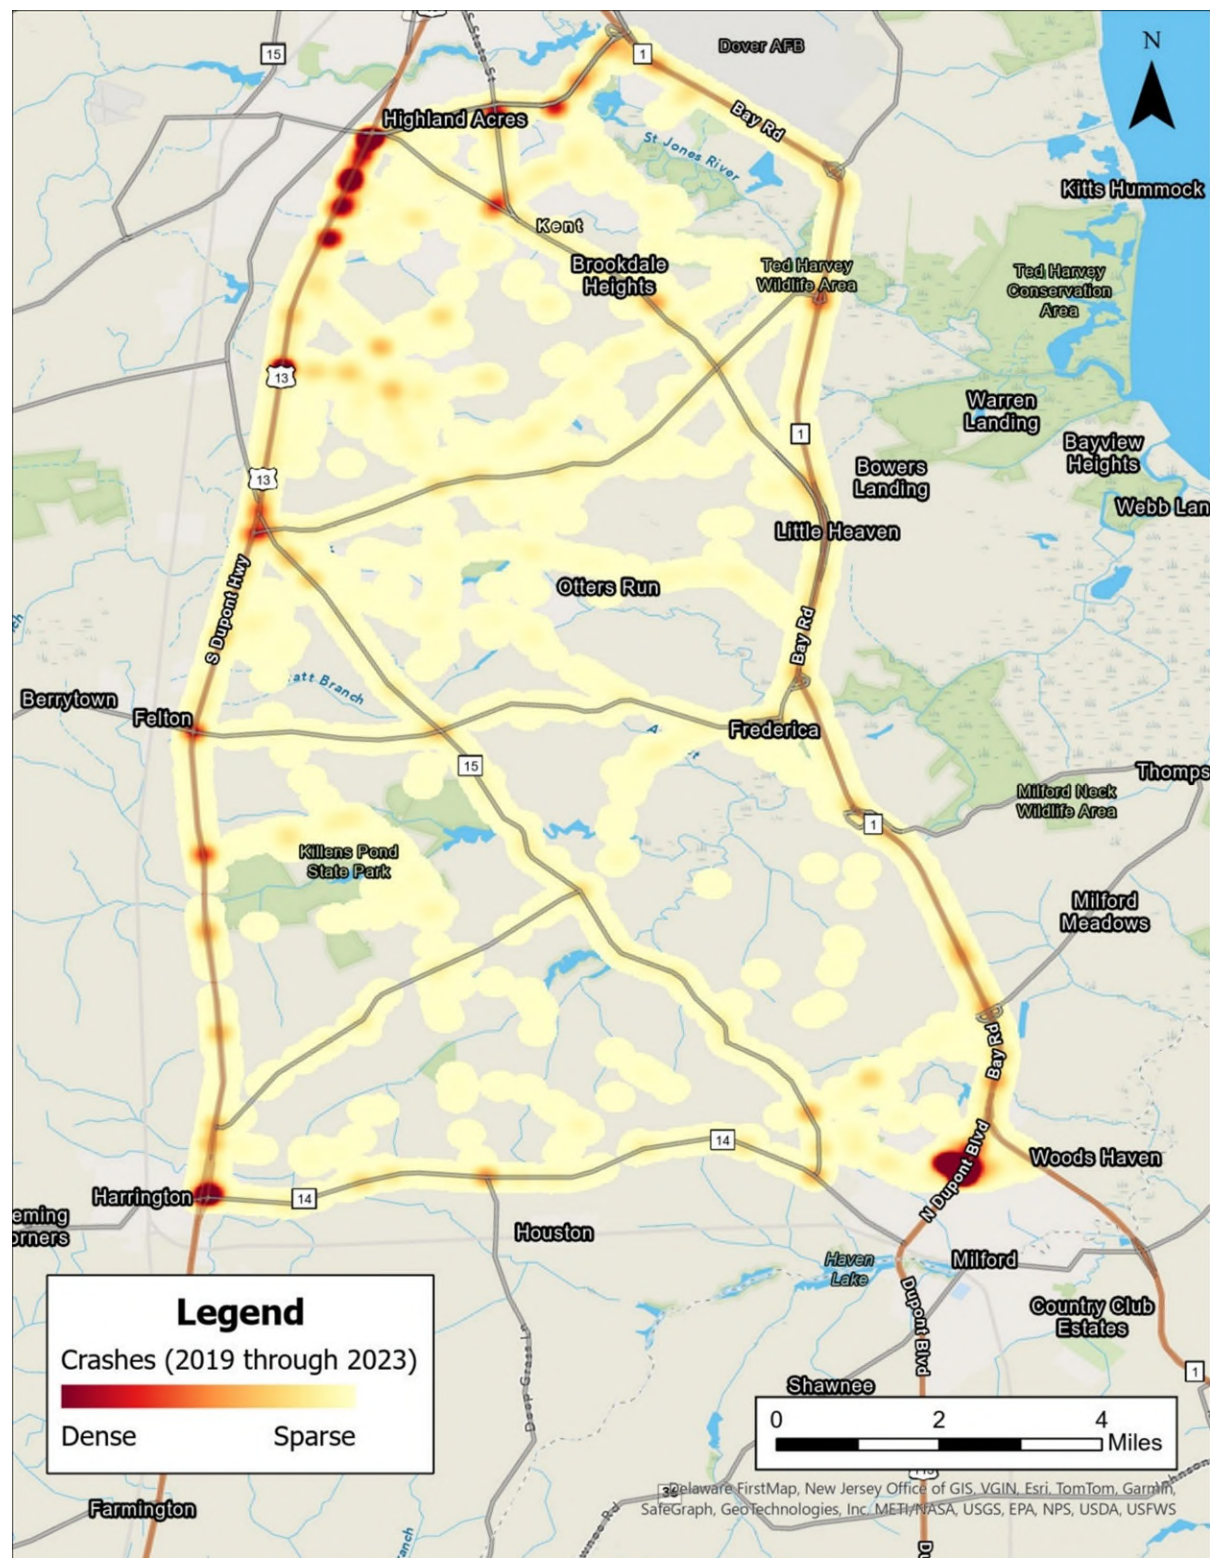 N
15
S State St
1
Dover AFB
Highland Acres
Bay Rd
St Jones River
Kitts Hummock
Kent
Brookdale
Heights
Ted Harvey
Wildlife Area
Ted Harvey
Conservation
Area
13
Warren
Landing
1
Bayview
Heights
Bowers
Landing
13
Webb Lan
Little Heaven
Otters Run
S Dupont Hwy
Bay Rd
att Branch
Berrytown
Felton
Frederica
15
Thomps
Milford Neck
Wildlife Area
1
Killens Pond
State Park
Milford
Meadows
Bay Rd
14
N Dupont Blvd
Woods Haven
Harrington
14
eming
orners
Houston
Haven
Lake
Milford
Dupont Blvd
Country Club
Estates
Deep Grass L
Shawnee
1
Legend
Crashes (2019 through 2023)
Dense Sparse
0 2 4
Miles
Farmington
36
Delaware FirstMap, New Jersey Office of GIS, VGIN, Esri, TomTom, Garmin,
SafeGraph, GeoTechnologies, Inc, METI/NASA, USGS, EPA, NPS, USDA, USFWS
anch